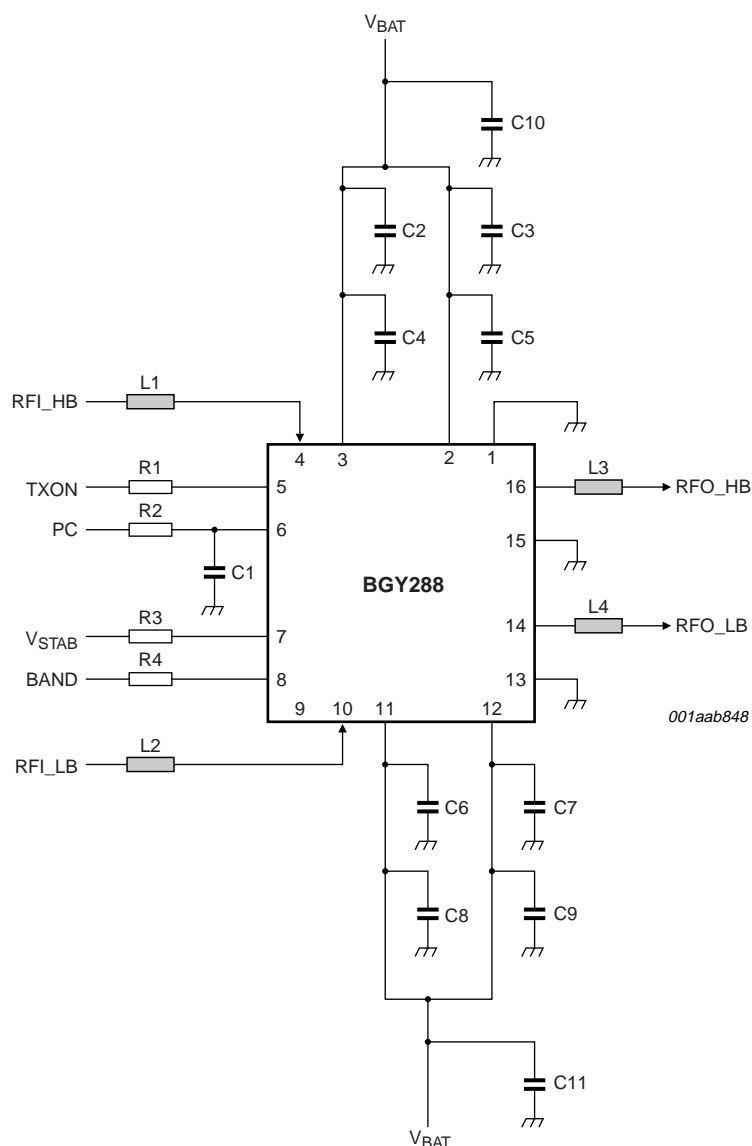 VBAT
C10
C2
C3
C4
C5
L1
RFI_HB
4
3
2
1
R1
TXON
5
16
L3
RFO_HB
R2
PC
6
15
C1
BGY288
R3
VSTAB
7
14
L4
RFO_LB
R4
BAND
8
13
9
10
11
12
001aab848
L2
RFI_LB
C6
C7
C8
C9
C11
VBAT